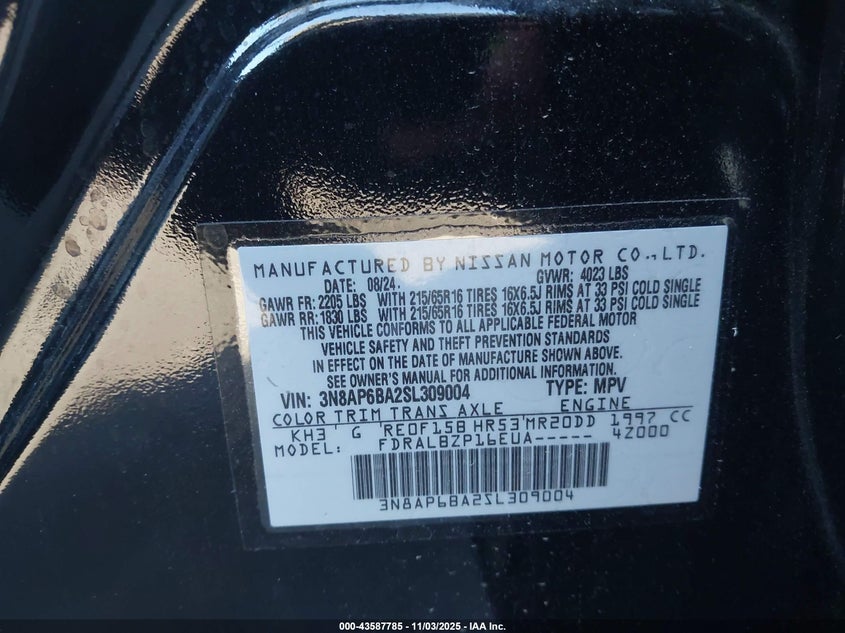 MANUFACTURED BY NISSAN MOTOR CO.,LTD.
DATE: 08/24. GVWR: 4023 LBS
GAWR FR: 2205 LBS WITH 215/65R16 TIRES 16X6.5J RIMS AT 33 PSI COLD SINGLE
GAWR RR: 1830 LBS WITH 215/65R16 TIRES 16X6.5J RIMS AT 33 PSI COLD SINGLE
THIS VEHICLE CONFORMS TO ALL APPLICABLE FEDERAL MOTOR
VEHICLE SAFETY AND THEFT PREVENTION STANDARDS
IN EFFECT ON THE DATE OF MANUFACTURE SHOWN ABOVE.
SEE OWNER'S MANUAL FOR ADDITIONAL INFORMATION.
VIN: 3N8AP6BA2SL309004 TYPE: MPV
COLOR TRIM TRANS AXLE ENGINE
KH3 G RE0F15B HR53 MR20DD 1997 CC
MODEL: FDRALBZP16EUA----- 4Z000
3N8AP6BA2SL309004
000-43587785 - 11/03/2025 - IAA Inc.